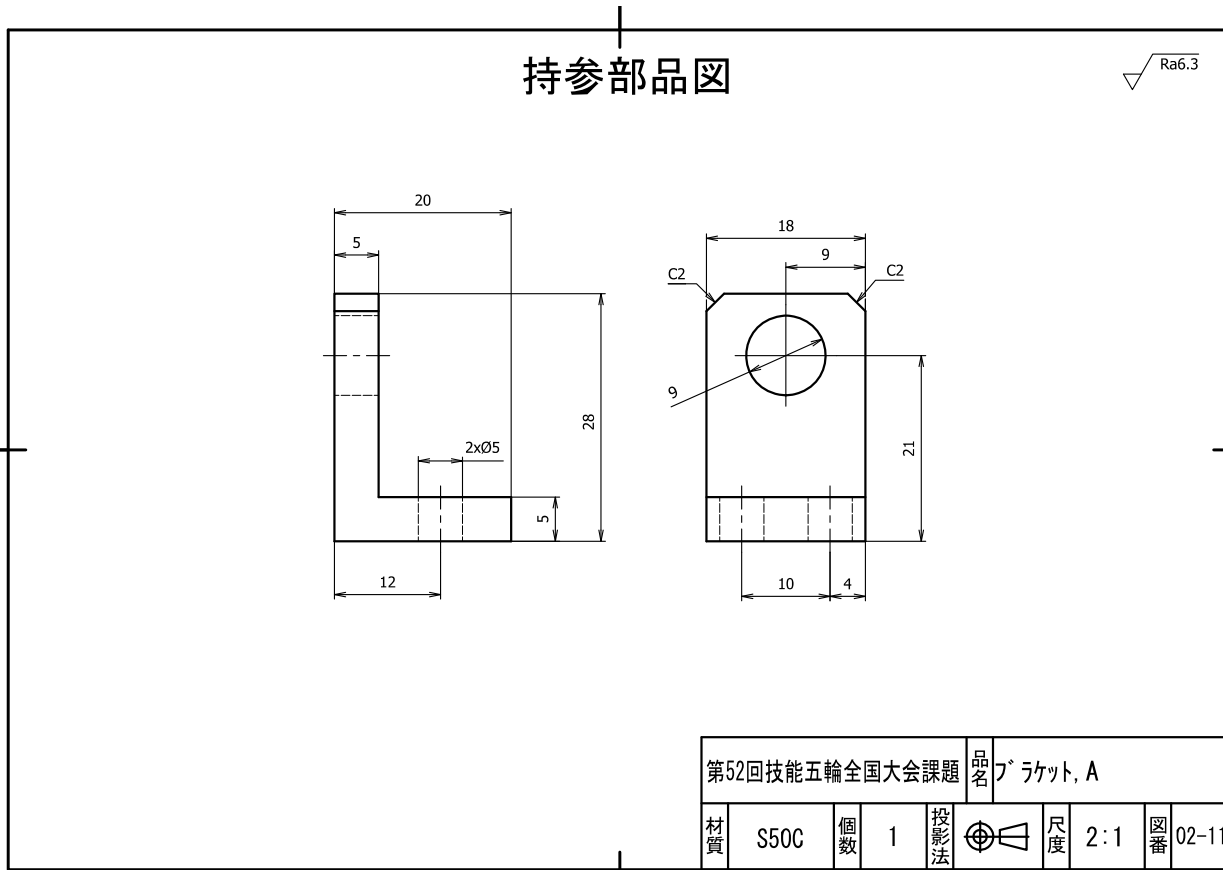 持参部品図
Ra6.3
20
5
18
9
C2
C2
9
28
21
2xØ5
5
12
10
4
第52回技能五輪全国大会課題
品名
ブラケット, A
材質
S50C
個数
1
投影法
尺度
2:1
図番
02-11